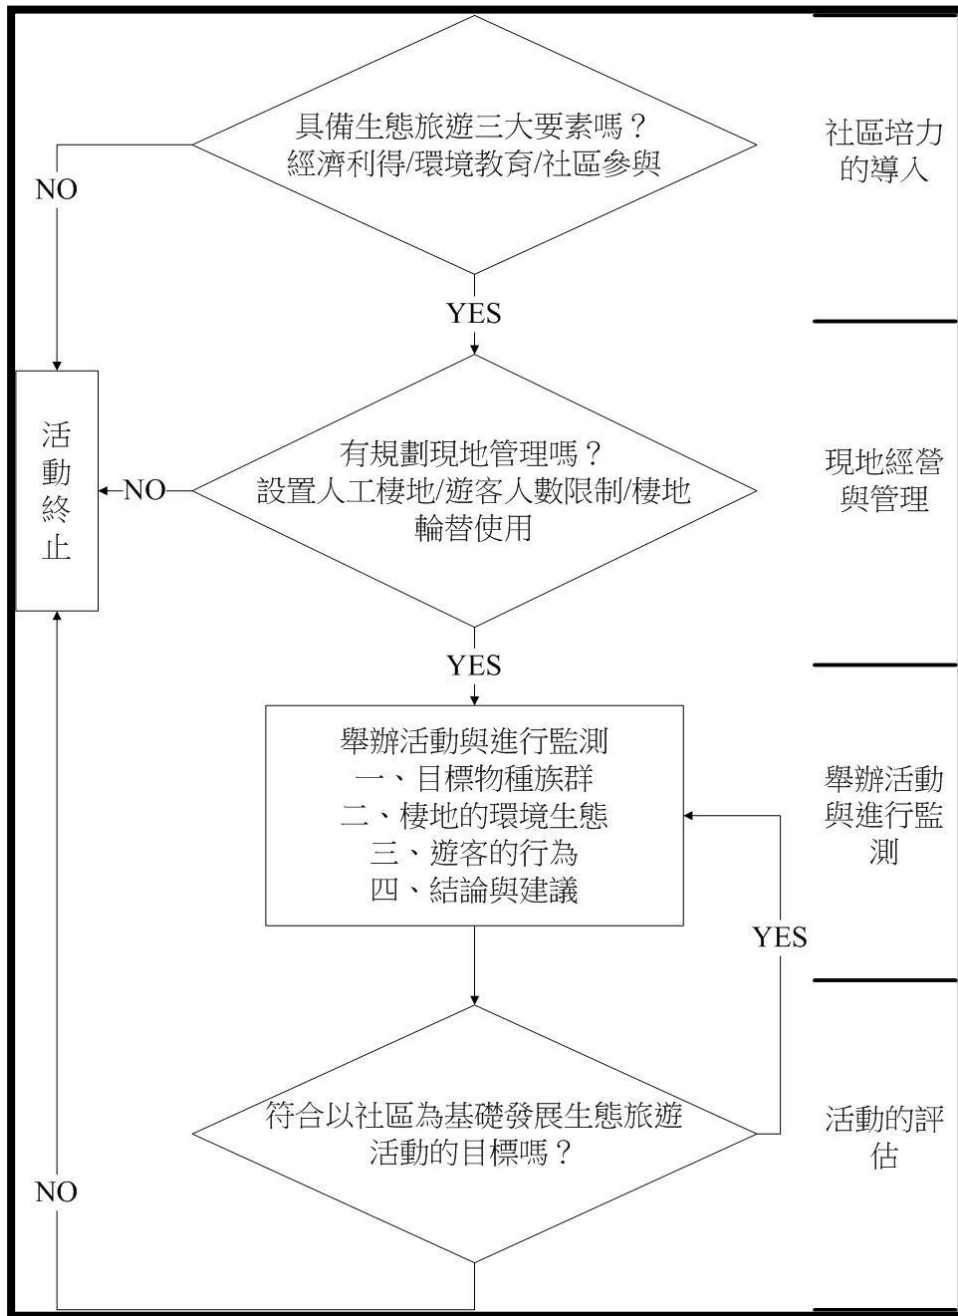 具備生態旅遊三大要素嗎？
經濟利得/環境教育/社區參與
社區培力
的導入
NO
YES
活
動
終
止
有規劃現地管理嗎？
設置人工棲地/遊客人數限制/棲地
輪替使用
現地經營
與管理
NO
YES
舉辦活動與進行監測
一、目標物種族群
二、棲地的環境生態
三、遊客的行為
四、結論與建議
舉辦活動
與進行監
測
YES
符合以社區為基礎發展生態旅遊
活動的目標嗎？
活動的評
估
NO